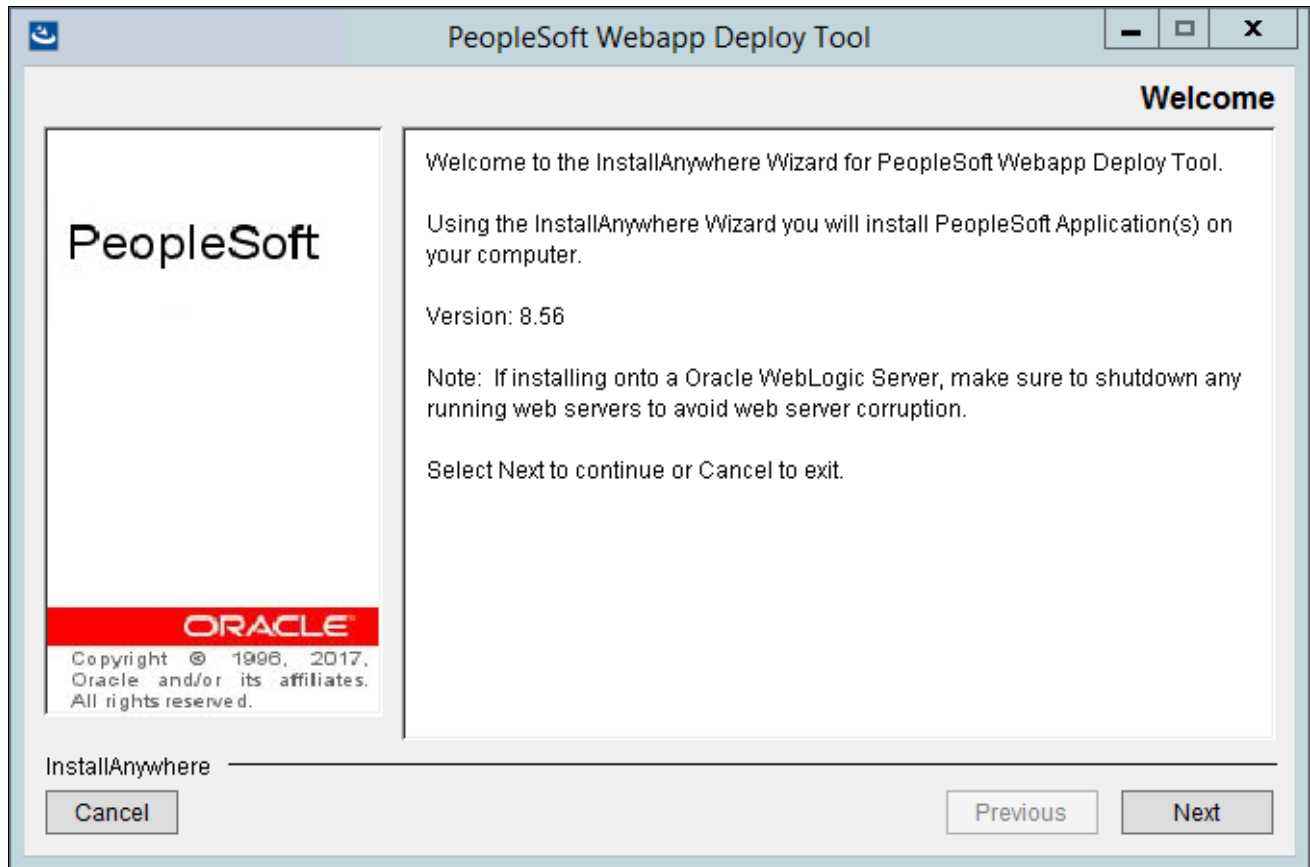 PeopleSoft Webapp Deploy Tool
Welcome
PeopleSoft
ORACLE
Copyright © 1996, 2017,
Oracle and/or its affiliates.
All rights reserved.
Welcome to the InstallAnywhere Wizard for PeopleSoft Webapp Deploy Tool.
Using the InstallAnywhere Wizard you will install PeopleSoft Application(s) on
your computer.
Version: 8.56
Note:  If installing onto a Oracle WebLogic Server, make sure to shutdown any
running web servers to avoid web server corruption.
Select Next to continue or Cancel to exit.
InstallAnywhere
Cancel
Previous
Next